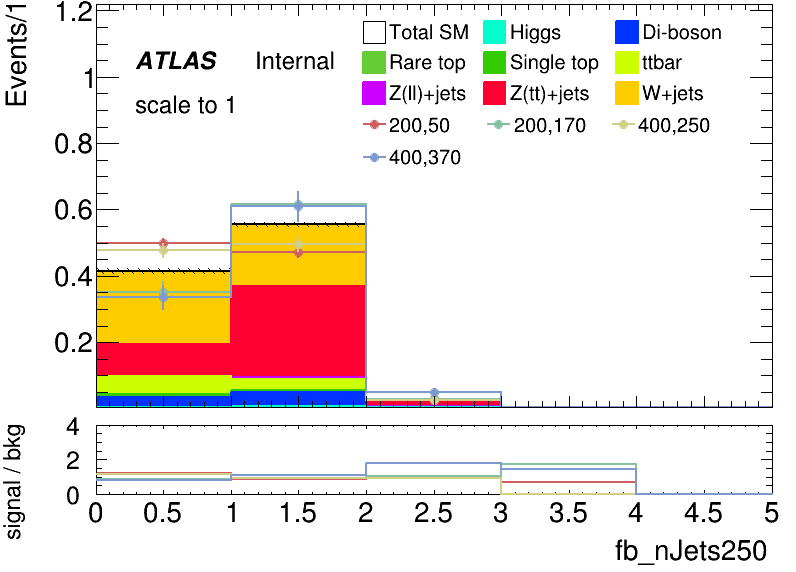 Events/1
1.2
1
0.8
0.6
0.4
0.2
ATLAS Internal
scale to 1
Total SM Higgs Di-boson
Rare top Single top ttbar
Z(ll)+jets Z(tt)+jets W+jets
200,50 200,170 400,250
400,370
signal / bkg
4
2
0
0 0.5 1 1.5 2 2.5 3 3.5 4 4.5 5
fb_nJets250